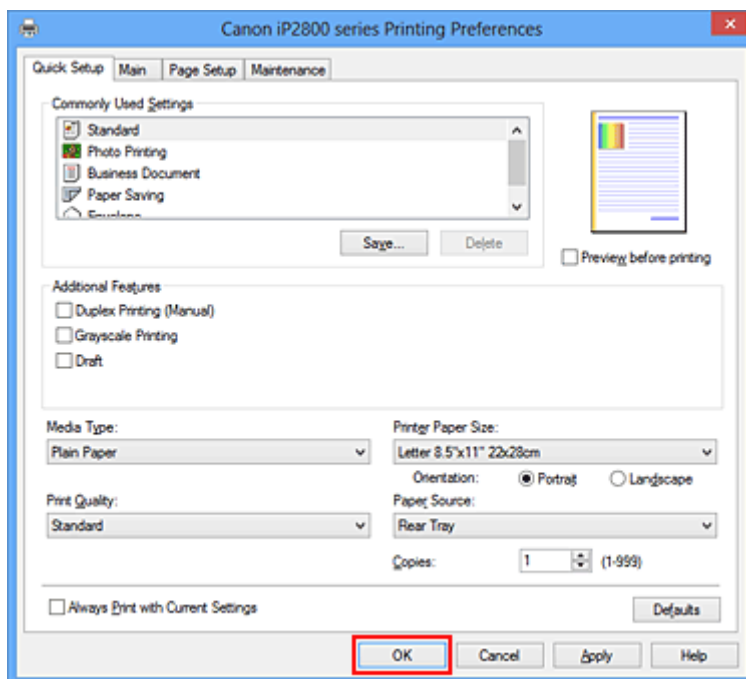 Canon iP2800 series Printing Preferences
Quick Setup Main Page Setup Maintenance
Commonly Used Settings
Standard
Photo Printing
Business Document
Paper Saving
Envelope
Save... Delete
Preview before printing
Additional Features
Duplex Printing (Manual)
Grayscale Printing
Draft
Media Type:
Plain Paper
Printer Paper Size:
Letter 8.5"x11" 22x28cm
Orientation: Portrait Landscape
Print Quality:
Standard
Paper Source:
Rear Tray
Copies: 1 (1-999)
Always Print with Current Settings
Defaults
OK Cancel Apply Help